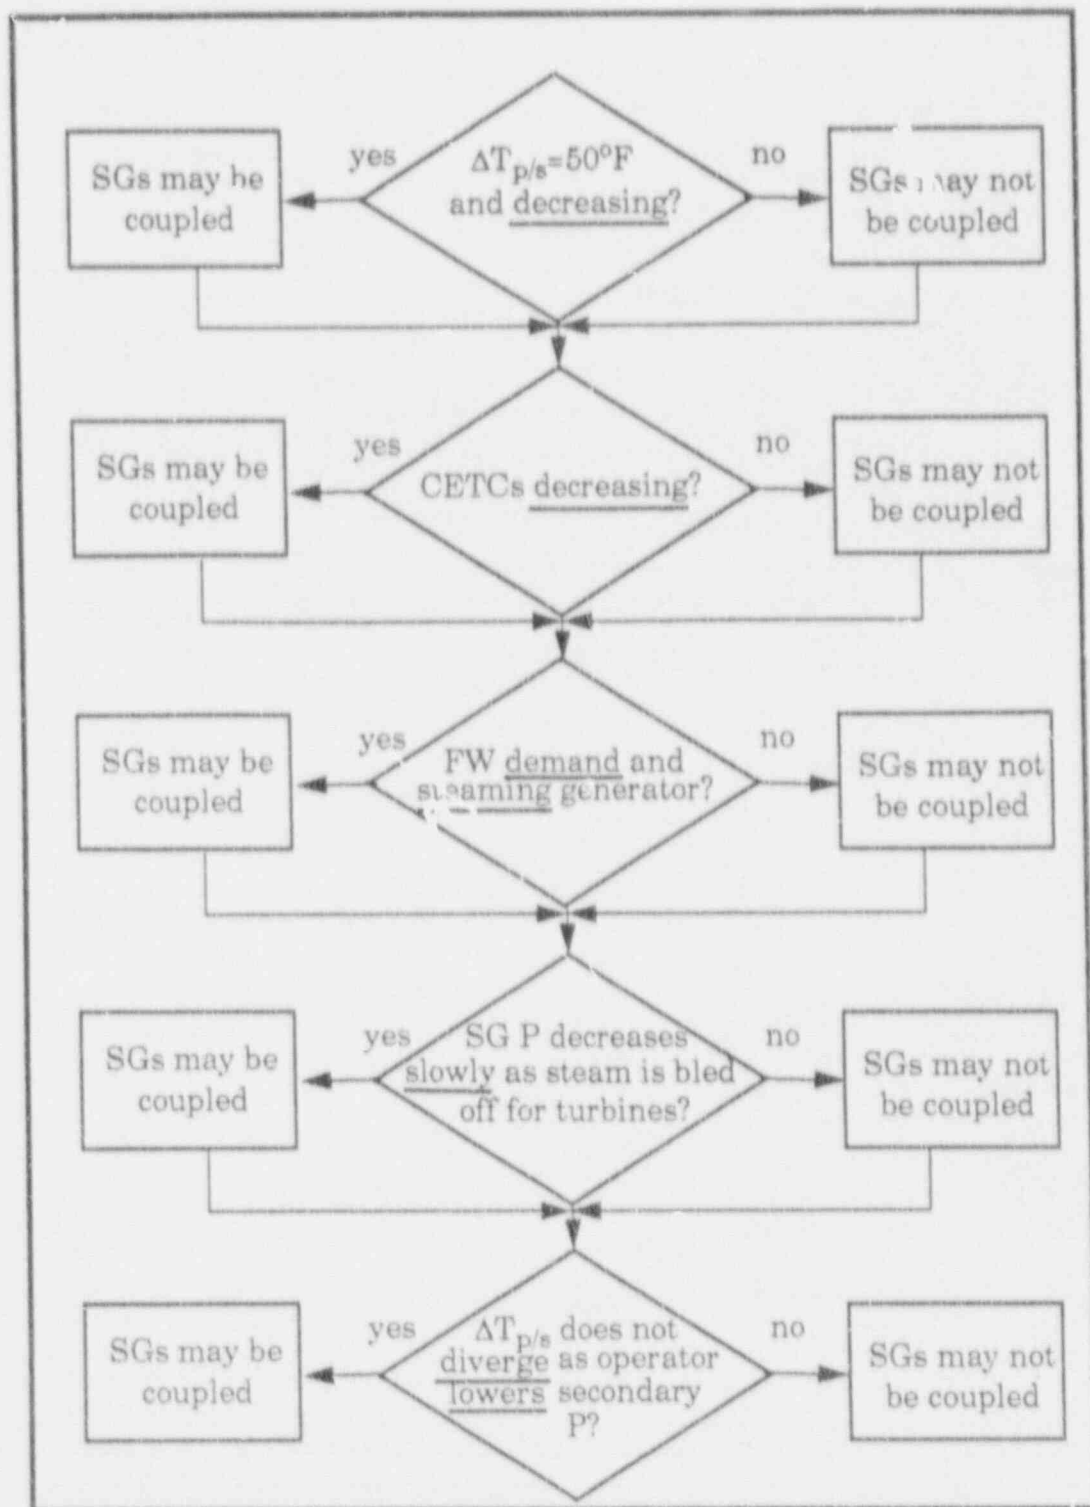 yes
ΔTp/s=50°F
and decreasing?
no
SGs may be
coupled
SGs may not
be coupled
yes
CETCs decreasing?
no
SGs may be
coupled
SGs may not
be coupled
yes
FW demand and
steaming generator?
no
SGs may be
coupled
SGs may not
be coupled
yes
SG P decreases
slowly as steam is bled
off for turbines?
no
SGs may be
coupled
SGs may not
be coupled
yes
ΔTp/s does not
diverge as operator
lowers secondary
P?
no
SGs may be
coupled
SGs may not
be coupled